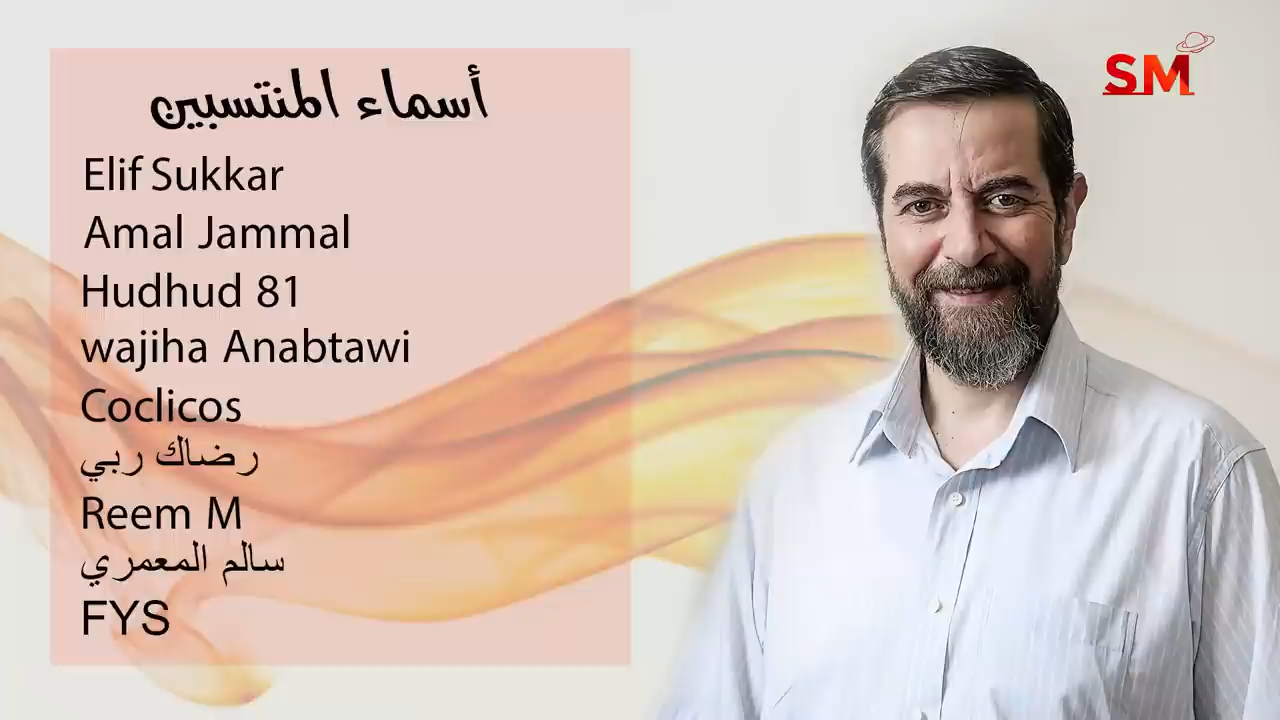 أسماء المنتسبين
SM
Elif Sukkar
Amal Jammal
Hudhud 81
wajiha Anabtawi
Coclicos
رضاك ربي
Reem M
سالم المعمري
FYS